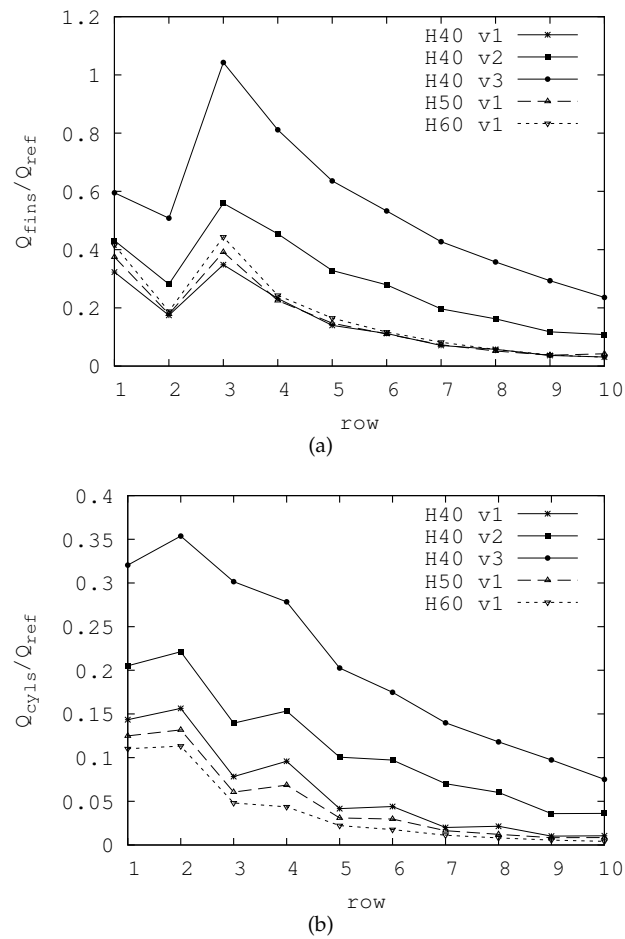 1.2
1
0.8
0.6
0.4
0.2
0
Q_fins/Q_ref
H40 v1
H40 v2
H40 v3
H50 v1
H60 v1
1 2 3 4 5 6 7 8 9 10
row
(a)
0.4
0.35
0.3
0.25
0.2
0.15
0.1
0.05
0
Q_cyls/Q_ref
H40 v1
H40 v2
H40 v3
H50 v1
H60 v1
1 2 3 4 5 6 7 8 9 10
row
(b)